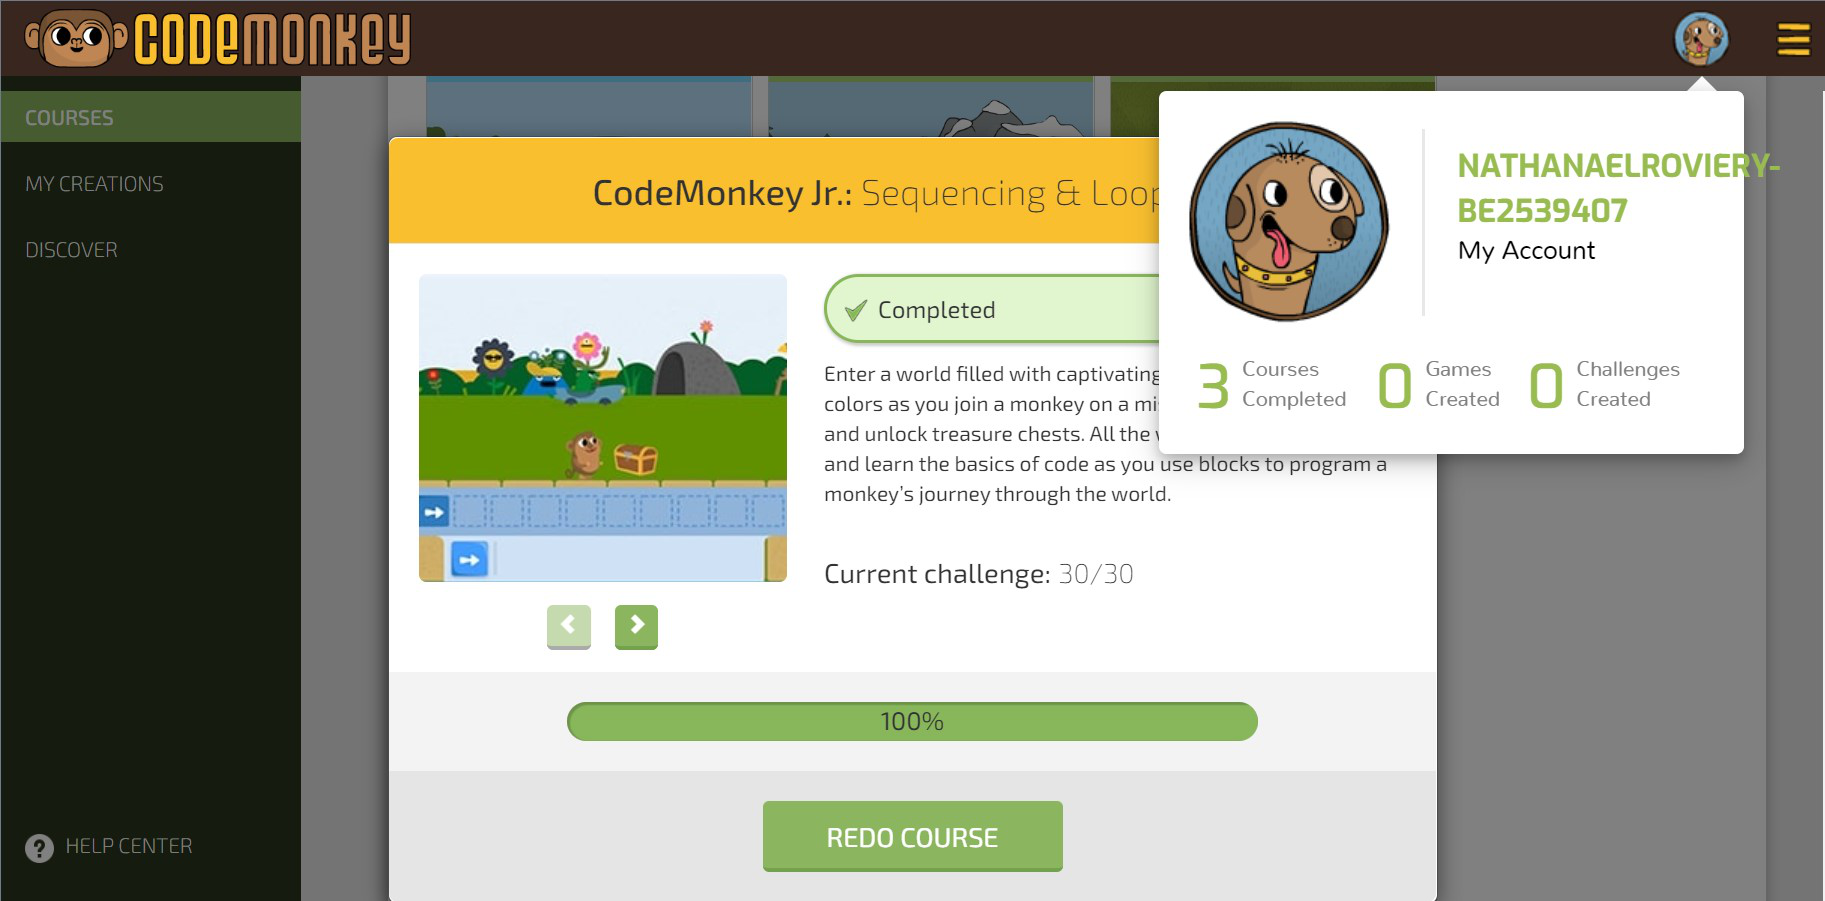 CODEMONKEY
COURSES
MY CREATIONS
DISCOVER
HELP CENTER
CodeMonkey Jr.: Sequencing & Loop
Completed
Enter a world filled with captivating
colors as you join a monkey on a mi
and unlock treasure chests. All the
and learn the basics of code as you use blocks to program a
monkey's journey through the world.
Current challenge: 30/30
100%
REDO COURSE
NATHANAELROVIERY-
BE2539407
My Account
3 Courses
Completed
0 Games
Created
0 Challenges
Created